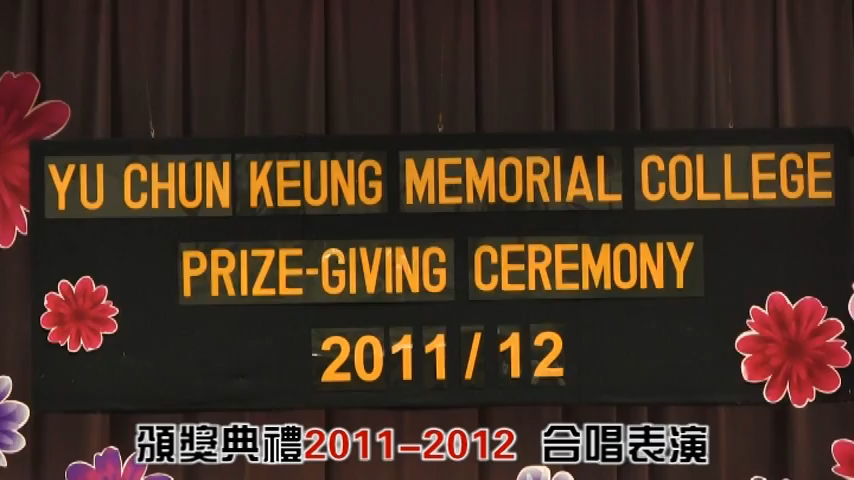 YU CHUN KEUNG MEMORIAL COLLEGE
PRIZE-GIVING CEREMONY
2011/12
頒獎典禮2011-2012 合唱表演